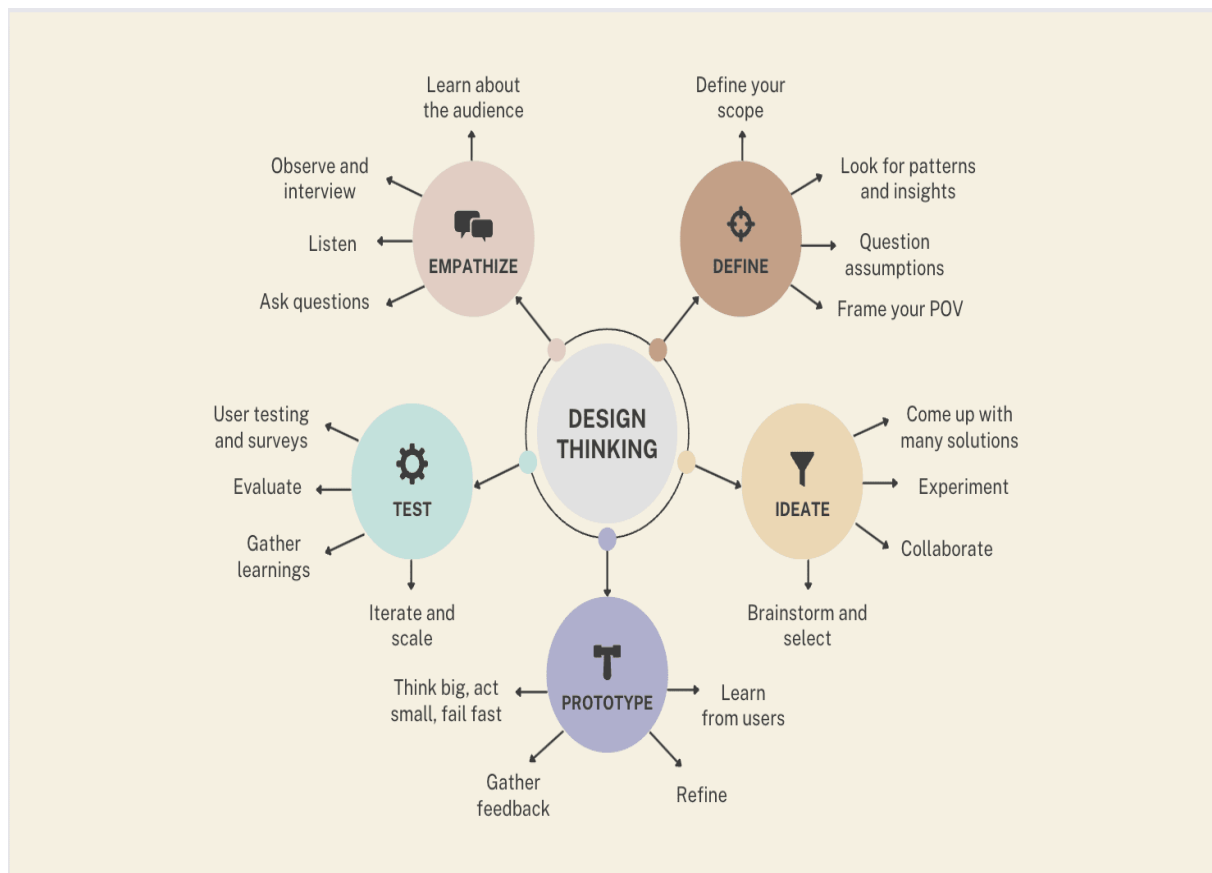 Learn about
the audience
Observe and
interview
Listen
Ask questions
EMPATHIZE
Define your
scope
Look for patterns
and insights
Question
assumptions
Frame your POV
DEFINE
DESIGN
THINKING
User testing
and surveys
Evaluate
Gather
learnings
Iterate and
scale
TEST
Come up with
many solutions
Experiment
Collaborate
Brainstorm and
select
IDEATE
PROTOTYPE
Think big, act
small, fail fast
Gather
feedback
Learn
from users
Refine